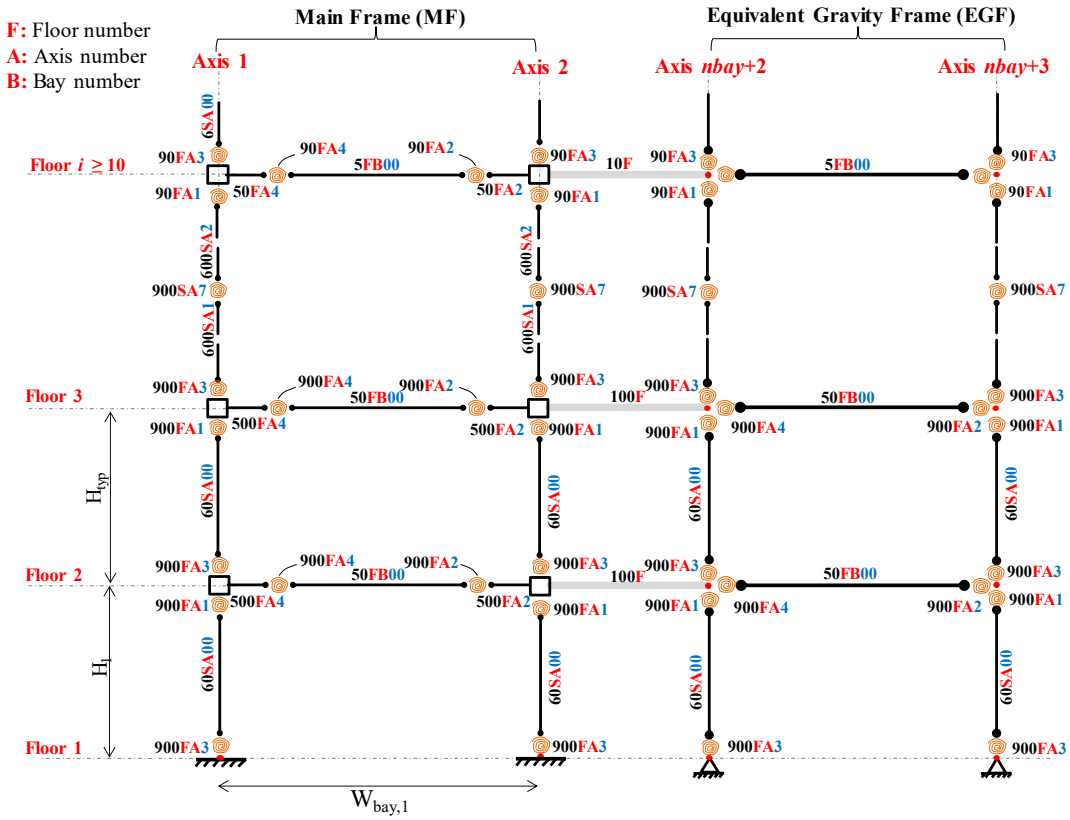 Main Frame (MF)
Equivalent Gravity Frame (EGF)
F: Floor number
A: Axis number
B: Bay number
Axis 1
Axis 2
Axis nbay+2
Axis nbay+3
6SA00
Floor i ≥ 10
90FA3
90FA4
5FB00
90FA2
90FA3
10F
90FA3
5FB00
90FA3
50FA4
50FA2
90FA1
90FA1
90FA1
90FA1
600SA2
600SA2
900SA7
900SA7
900SA7
900SA7
600SA1
600SA1
Floor 3
900FA3
900FA4
50FB00
900FA2
900FA3
100F
900FA3
50FB00
900FA3
900FA1
500FA4
500FA2
900FA1
900FA1
900FA4
900FA2
900FA1
Htyp
60SA00
60SA00
60SA00
60SA00
Floor 2
900FA3
900FA4
50FB00
900FA2
900FA3
100F
900FA3
50FB00
900FA3
900FA1
500FA4
500FA2
900FA1
900FA1
900FA4
900FA2
900FA1
H1
60SA00
60SA00
60SA00
60SA00
Floor 1
900FA3
900FA3
900FA3
900FA3
Wbay,1